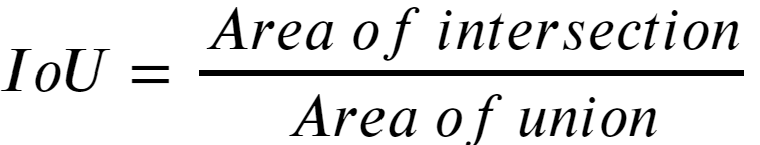 IoU = Area of intersection
Area of union